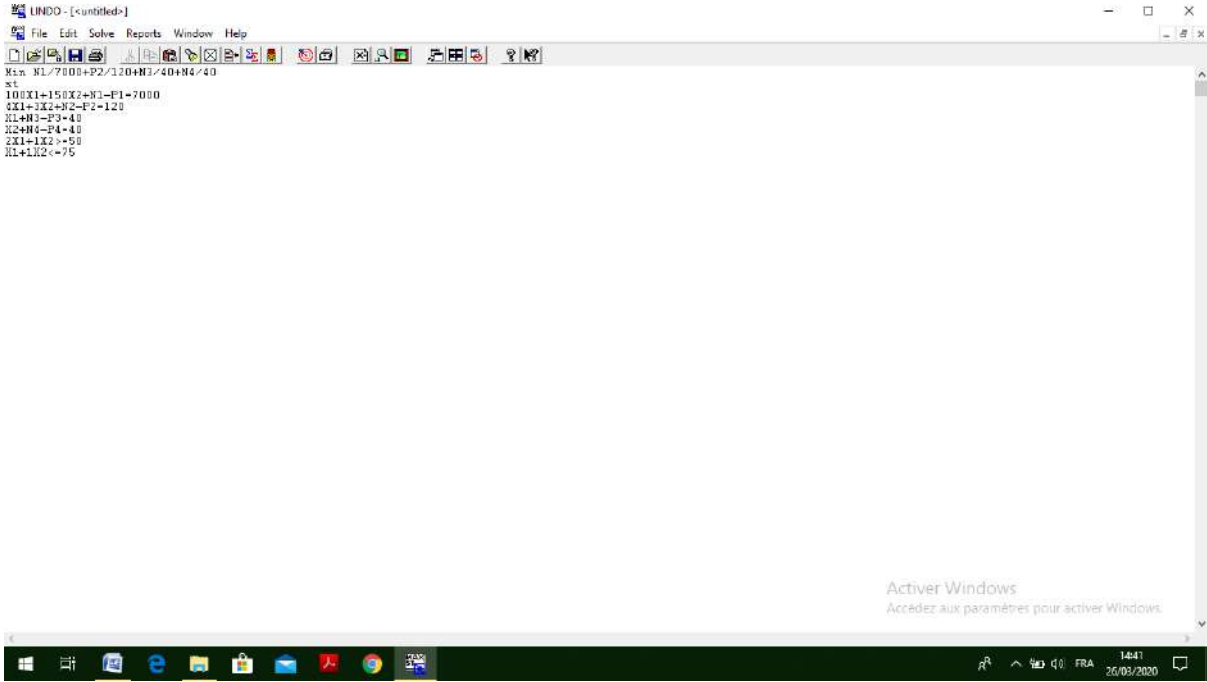 LINDO - [<untitled>]
File Edit Solve Reports Window Help
Min N1/7000+P2/120+N3/40+N4/40
st
100X1+150X2+N1-P1=7000
4X1+3X2+N2-P2=120
X1+N3-P3=40
X2+N4-P4=40
2X1+1X2>=50
X1+1X2<=75
Activer Windows
Accédez aux paramètres pour activer Windows.
FRA
14:41
26/03/2020